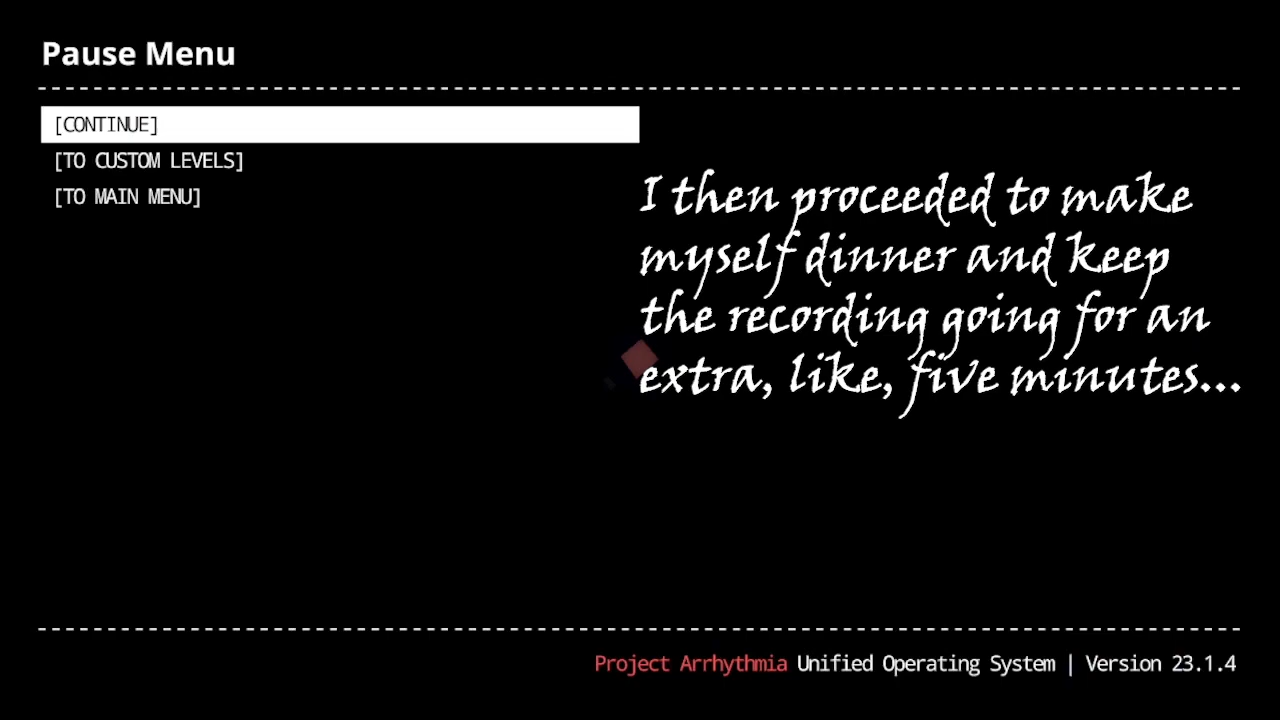 Pause Menu
[CONTINUE]
[TO CUSTOM LEVELS]
[TO MAIN MENU]
I then proceeded to make
myself dinner and keep
the recording going for an
extra, like, five minutes...
Project Arrhythmia Unified Operating System | Version 23.1.4